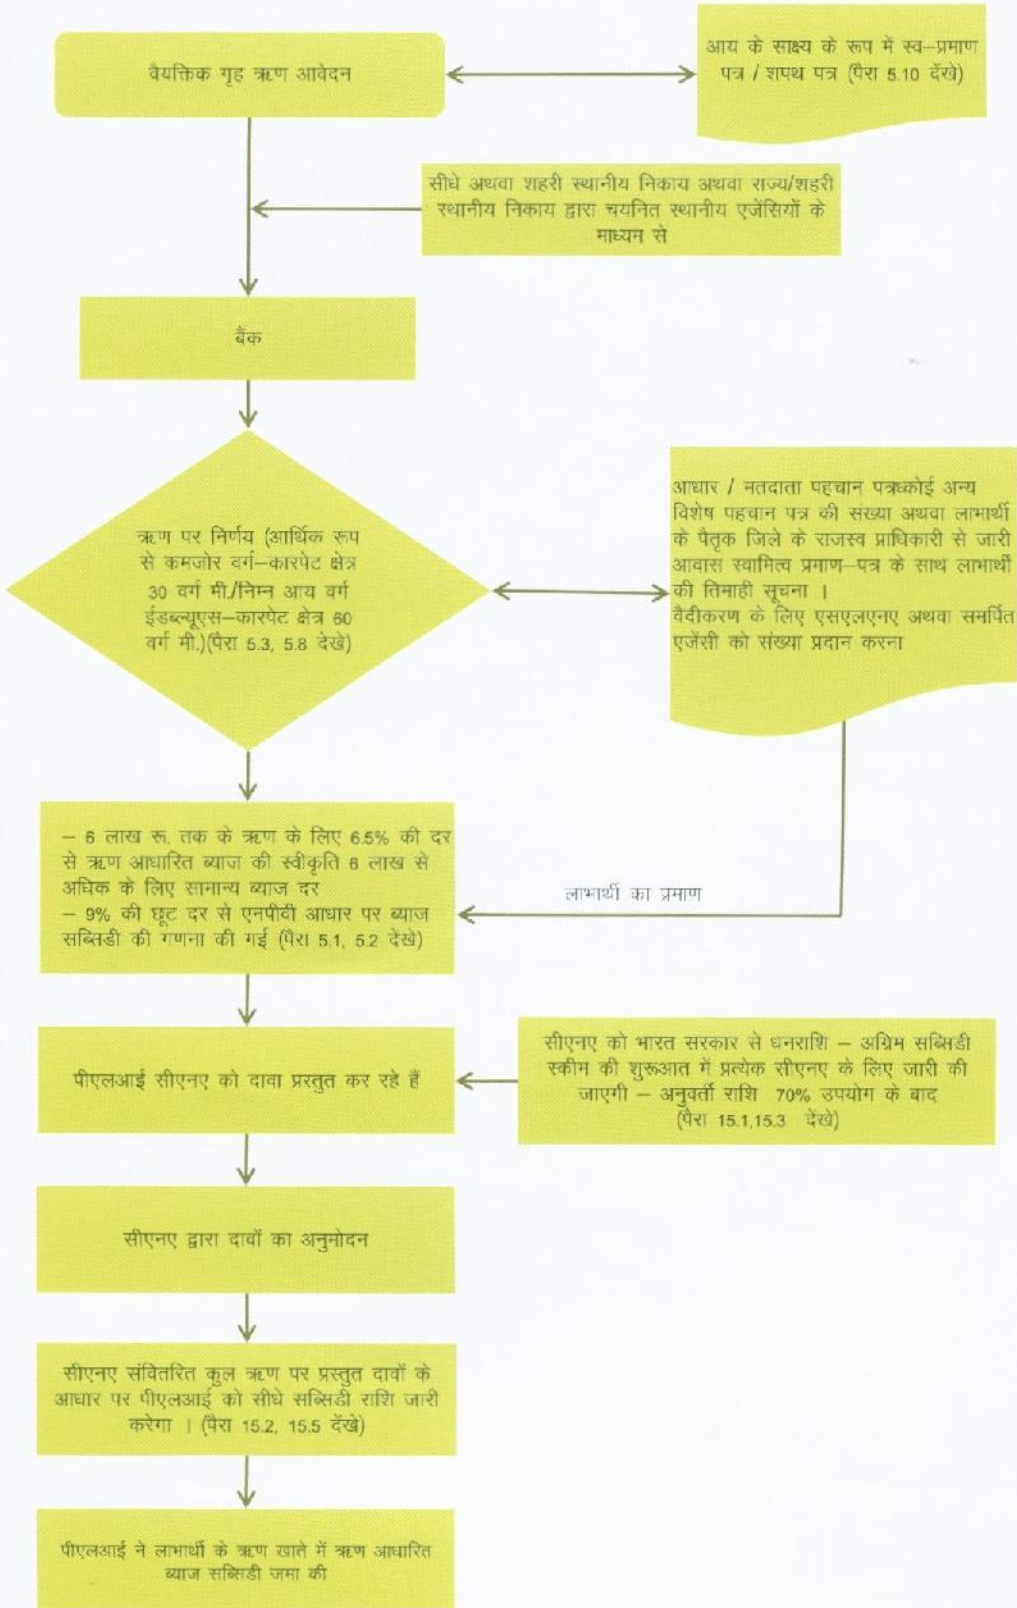 वैयक्तिक गृह ऋण आवेदन
आय के साक्ष्य के रूप में स्व–प्रमाण
पत्र / शपथ पत्र (पैरा 5.10 देंखे)
सीधे अथवा शहरी स्थानीय निकाय अथवा राज्य/शहरी
स्थानीय निकाय द्वारा चयनित स्थानीय एजेंसियों के
माध्यम से
बैंक
ऋण पर निर्णय (आर्थिक रूप
से कमजोर वर्ग–कारपेट क्षेत्र
30 वर्ग मी./निम्न आय वर्ग
ईडब्ल्यूएस–कारपेट क्षेत्र 60
वर्ग मी.)(पैरा 5.3, 5.8 देखे)
आधार / मतदाता पहचान पत्रध्कोई अन्य
विशेष पहचान पत्र की संख्या अथवा लाभार्थी
के पैतृक जिले के राजस्व प्राधिकारी से जारी
आवास स्वामित्व प्रमाण–पत्र के साथ लाभार्थी
की तिमाही सूचना ।
वैदीकरण के लिए एसएलएनए अथवा समर्पित
एजेंसी को संख्या प्रदान करना
– 6 लाख रू. तक के ऋण के लिए 6.5% की दर
से ऋण आधारित ब्याज की स्वीकृति 6 लाख से
अधिक के लिए सामान्य ब्याज दर
– 9% की छूट दर से एनपीवी आधार पर ब्याज
सब्सिडी की गणना की गई (पैरा 5.1, 5.2 देंखे)
लाभार्थी का प्रमाण
पीएलआई सीएनए को दावा प्रस्तुत कर रहे हैं
सीएनए को भारत सरकार से धनराशि – अग्रिम सब्सिडी
स्कीम की शुरूआत में प्रत्येक सीएनए के लिए जारी की
जाएगी – अनुवर्ती राशि 70% उपयोग के बाद
(पैरा 15.1,15.3 देंखे)
सीएनए द्वारा दावों का अनुमोदन
सीएनए संवितरित कुल ऋण पर प्रस्तुत दावों के
आधार पर पीएलआई को सीधे सब्सिडी राशि जारी
करेगा । (पैरा 15.2, 15.5 देंखे)
पीएलआई ने लाभार्थी के ऋण खाते में ऋण आधारित
ब्याज सब्सिडी जमा की